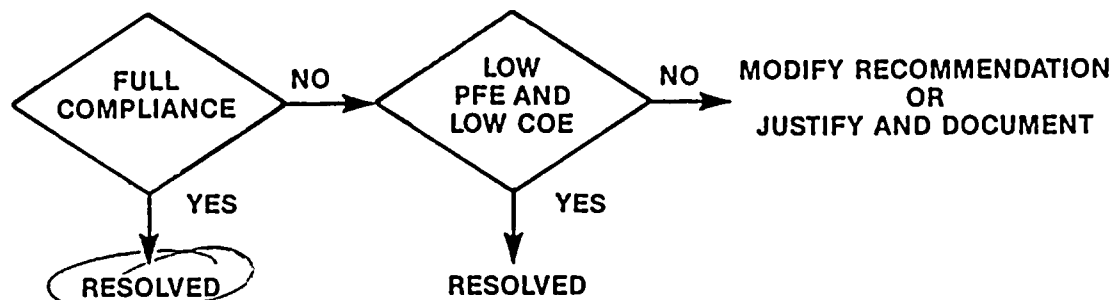 FULL
COMPLIANCE
NO
LOW
PFE AND
LOW COE
NO
MODIFY RECOMMENDATION
OR
JUSTIFY AND DOCUMENT
YES
YES
RESOLVED
RESOLVED